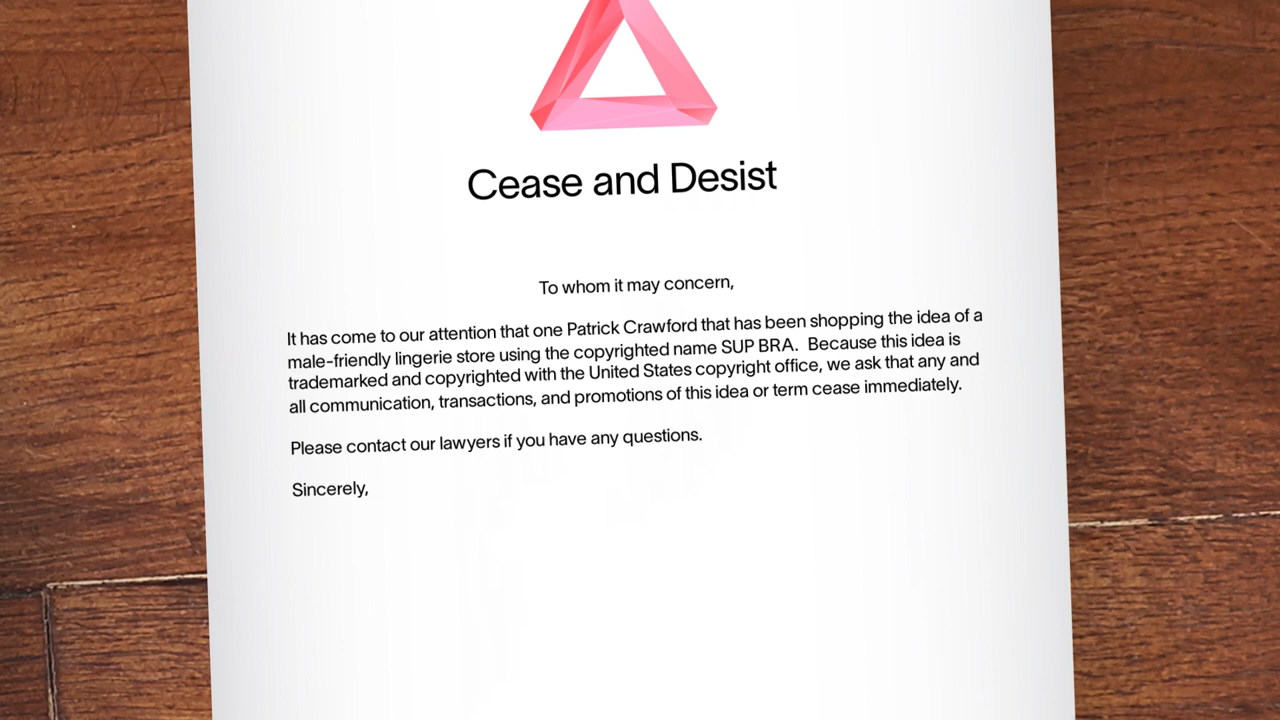 Cease and Desist
To whom it may concern,
It has come to our attention that one Patrick Crawford that has been shopping the idea of a
male-friendly lingerie store using the copyrighted name SUP BRA.  Because this idea is
trademarked and copyrighted with the United States copyright office, we ask that any and
all communication, transactions, and promotions of this idea or term cease immediately.
Please contact our lawyers if you have any questions.
Sincerely,